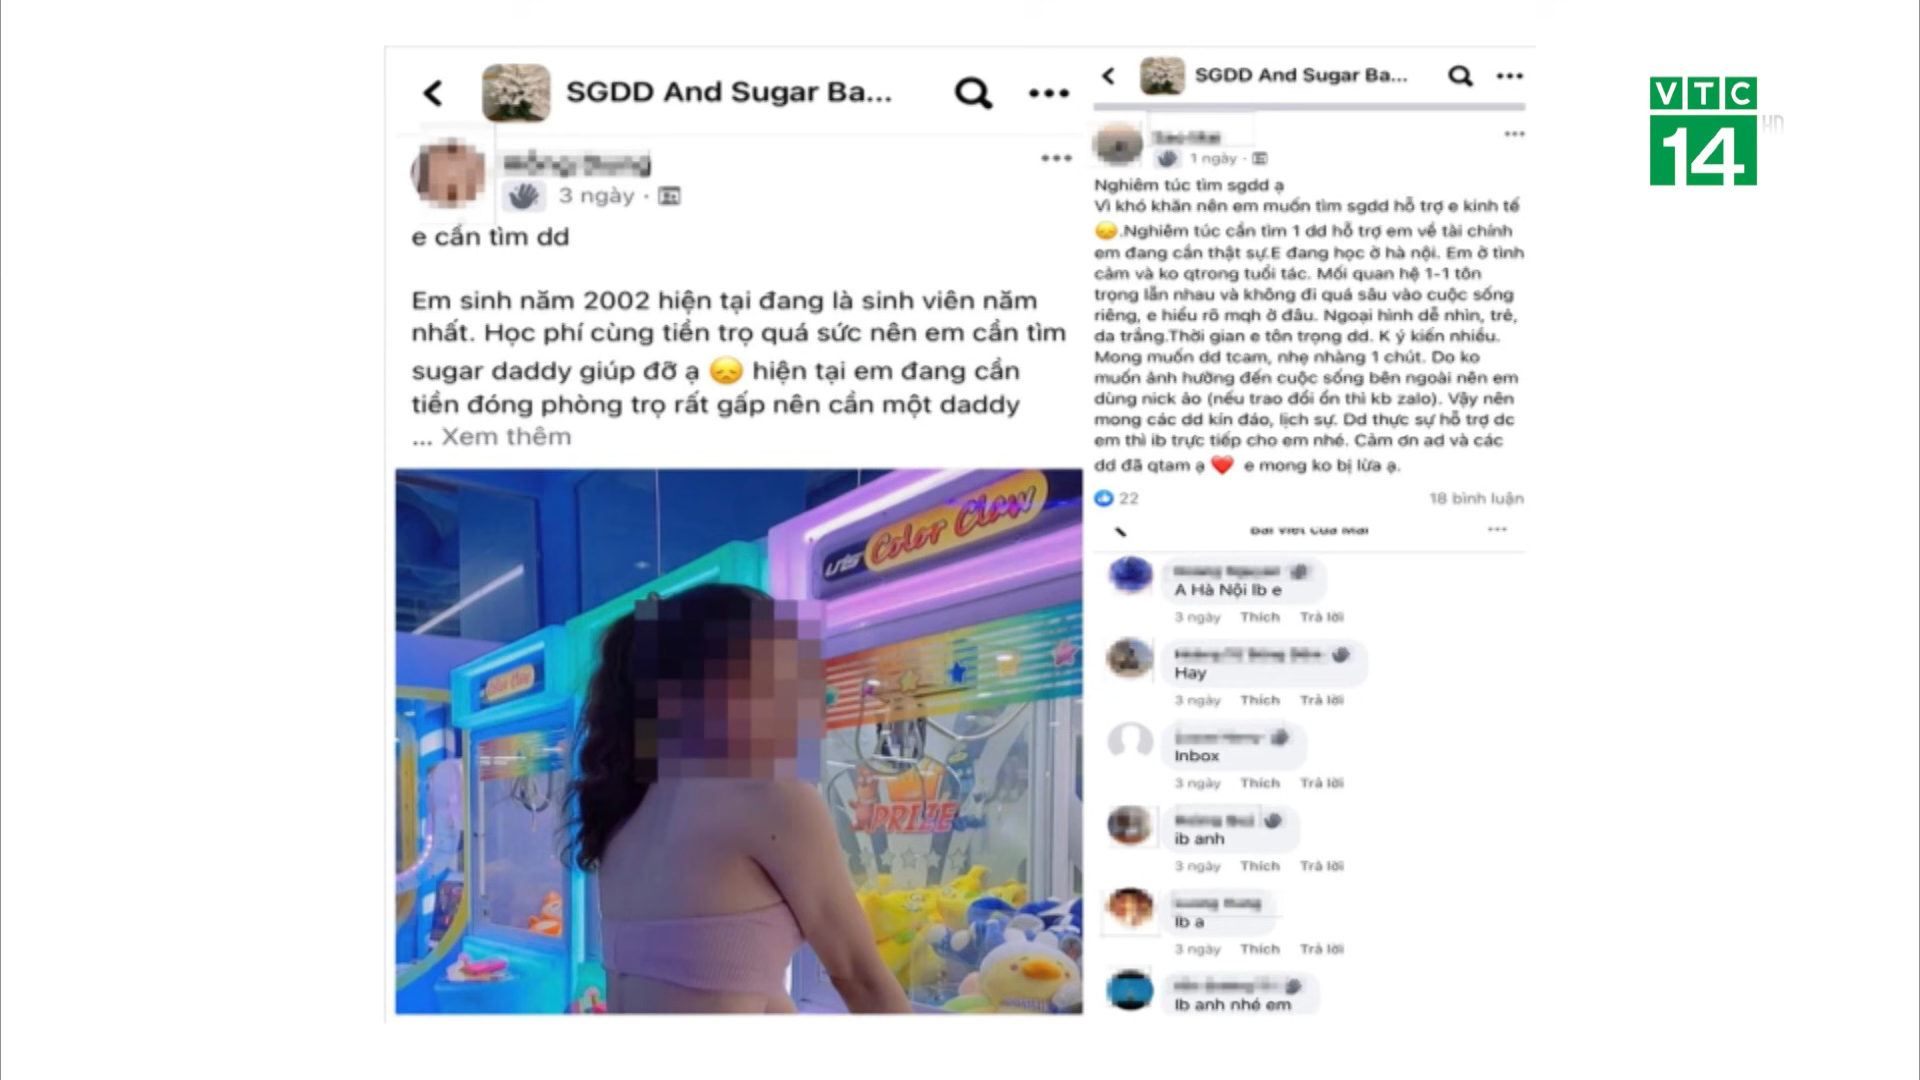 SGDD And Sugar Ba...
3 ngày ·
e cần tìm dd
Em sinh năm 2002 hiện tại đang là sinh viên năm
nhất. Học phí cùng tiền trọ quá sức nên em cần tìm
sugar daddy giúp đỡ ạ 😞 hiện tại em đang cần
tiền đóng phòng trọ rất gấp nên cần một daddy
... Xem thêm
UniS Color Claw
Color Claw
PRIZE
SGDD And Sugar Ba...
1 ngày ·
Nghiêm túc tìm sgdd ạ
Vì khó khăn nên em muốn tìm sgdd hỗ trợ e kinh tế
😞.Nghiêm túc cần tìm 1 dd hỗ trợ em về tài chính
em đang cần thật sự.E đang học ở hà nội. Em ở tình
cảm và ko qtrong tuổi tác. Mối quan hệ 1-1 tôn
trọng lẫn nhau và không đi quá sâu vào cuộc sống
riêng, e hiểu rõ mqh ở đâu. Ngoại hình dễ nhìn, trẻ,
da trắng.Thời gian e tôn trọng dd. K ý kiến nhiều.
Mong muốn dd tcam, nhẹ nhàng 1 chút. Do ko
muốn ảnh hưởng đến cuộc sống bên ngoài nên em
dùng nick ảo (nếu trao đổi ổn thì kb zalo). Vậy nên
mong các dd kín đáo, lịch sự. Dd thực sự hỗ trợ dc
em thì ib trực tiếp cho em nhé. Cảm ơn ad và các
dd đã qtam ạ ❤️ e mong ko bị lừa ạ.
22
18 bình luận
Bài viết của Mai
A Hà Nội Ib e
3 ngày Thích Trả lời
Hay
3 ngày Thích Trả lời
Inbox
3 ngày Thích Trả lời
ib anh
3 ngày Thích Trả lời
Ib a
3 ngày Thích Trả lời
Ib anh nhé em
VTC
14 HD